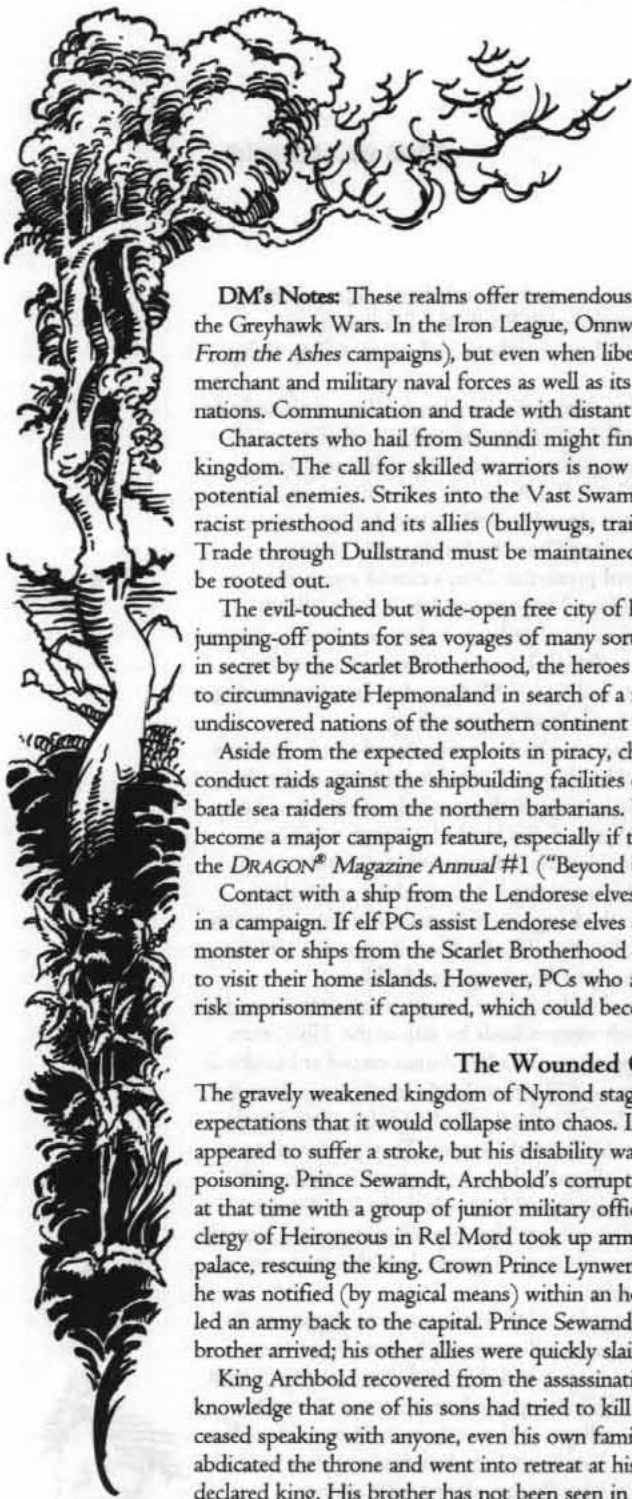 DM's Notes: These realms offer tremendous
the Greyhawk Wars. In the Iron League, Onnw
From the Ashes campaigns), but even when libe
merchant and military naval forces as well as its
nations. Communication and trade with distant
Characters who hail from Sunndi might fin
kingdom. The call for skilled warriors is now
potential enemies. Strikes into the Vast Swam
racist priesthood and its allies (bullywugs, trai
Trade through Dullstrand must be maintained
be rooted out.
The evil-touched but wide-open free city of
jumping-off points for sea voyages of many sor
in secret by the Scarlet Brotherhood, the heroes
to circumnavigate Hepmonaland in search of a
undiscovered nations of the southern continent
Aside from the expected exploits in piracy, ch
conduct raids against the shipbuilding facilities
battle sea raiders from the northern barbarians.
become a major campaign feature, especially if t
the DRAGON® Magazine Annual #1 ("Beyond
Contact with a ship from the Lendorese elves
in a campaign. If elf PCs assist Lendorese elves
monster or ships from the Scarlet Brotherhood
to visit their home islands. However, PCs who a
risk imprisonment if captured, which could beco
The Wounded
The gravely weakened kingdom of Nyrond stag
expectations that it would collapse into chaos. I
appeared to suffer a stroke, but his disability wa
poisoning. Prince Sewarndt, Archbold's corrupt
at that time with a group of junior military offic
clergy of Heironeous in Rel Mord took up arm
palace, rescuing the king. Crown Prince Lynwer
he was notified (by magical means) within an ho
led an army back to the capital. Prince Sewarnd
brother arrived; his other allies were quickly slai
King Archbold recovered from the assassinati
knowledge that one of his sons had tried to kill
ceased speaking with anyone, even his own fami
abdicated the throne and went into retreat at his
declared king. His brother has not been seen in